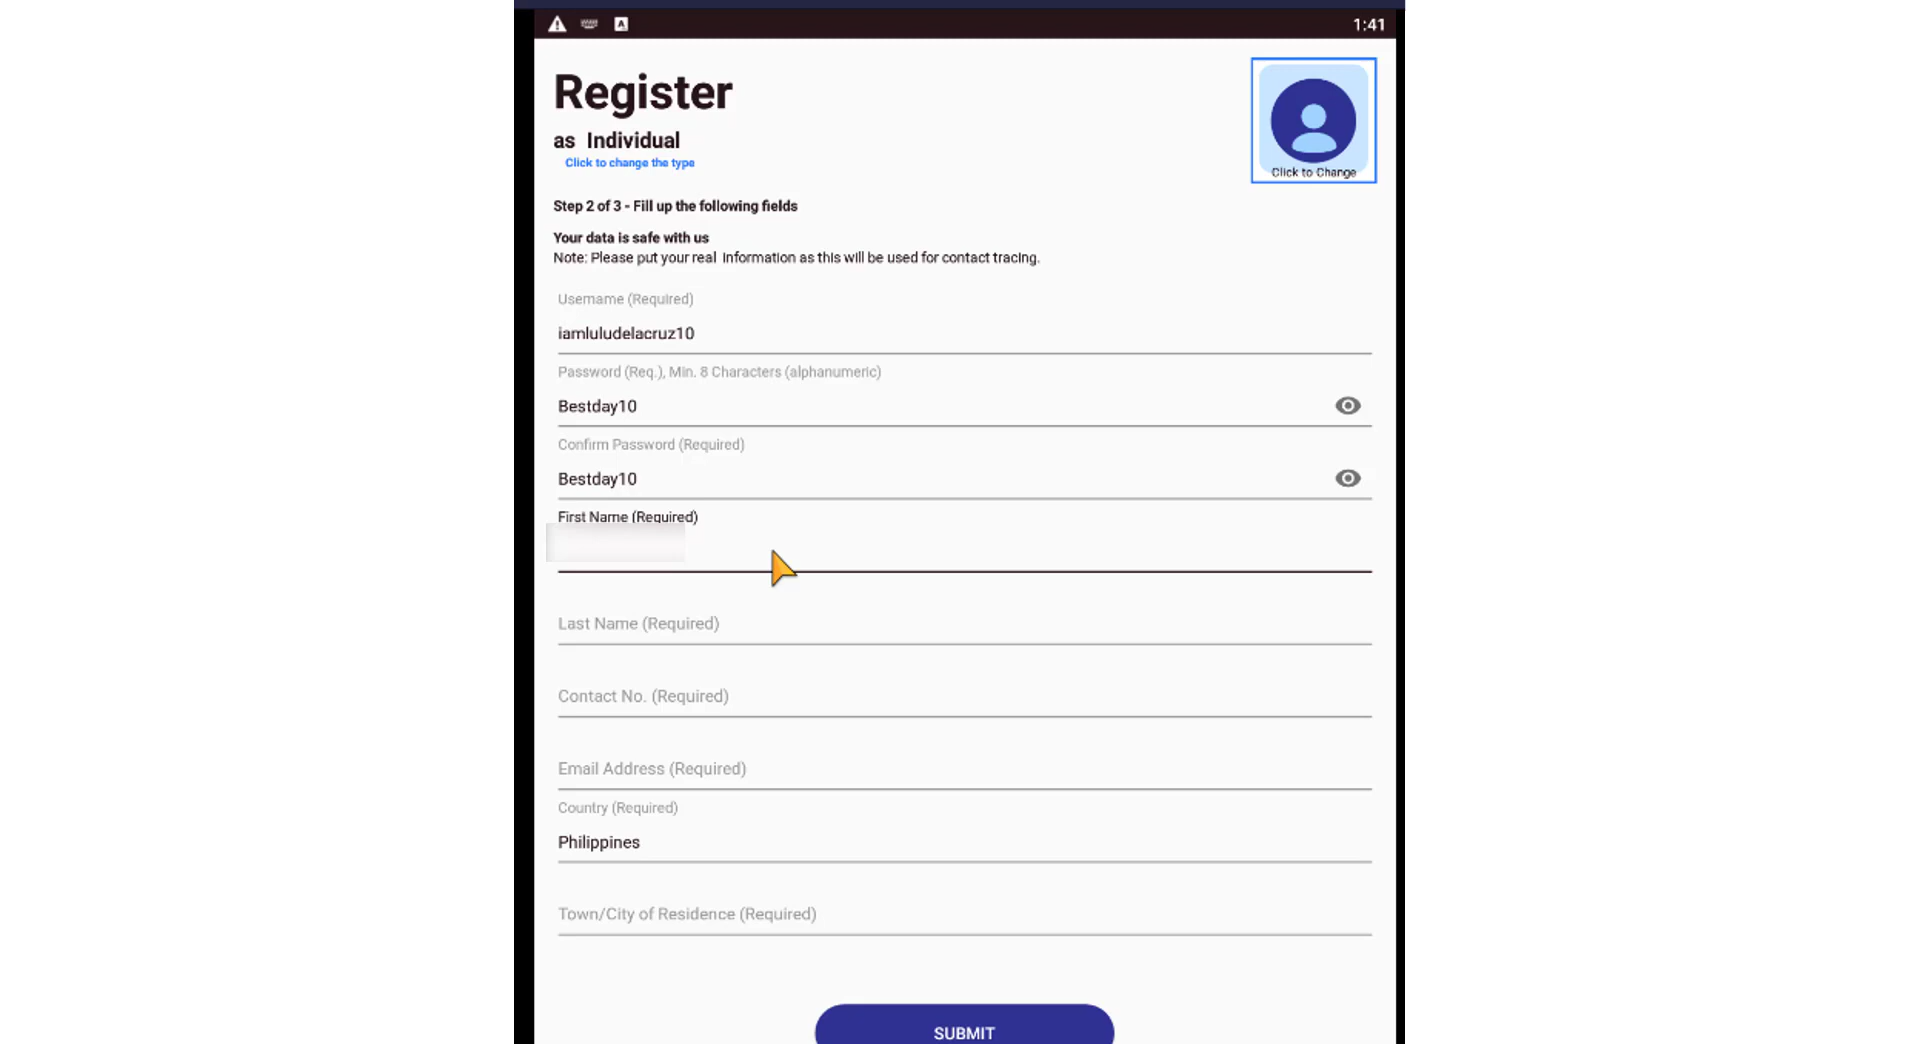 1:41
Register
as Individual
Click to change the type
Click to Change
Step 2 of 3 - Fill up the following fields
Your data is safe with us
Note: Please put your real information as this will be used for contact tracing.
Username (Required)
iamluludelacruz10
Password (Req.), Min. 8 Characters (alphanumeric)
Bestday10
Confirm Password (Required)
Bestday10
First Name (Required)
Last Name (Required)
Contact No. (Required)
Email Address (Required)
Country (Required)
Philippines
Town/City of Residence (Required)
SUBMIT